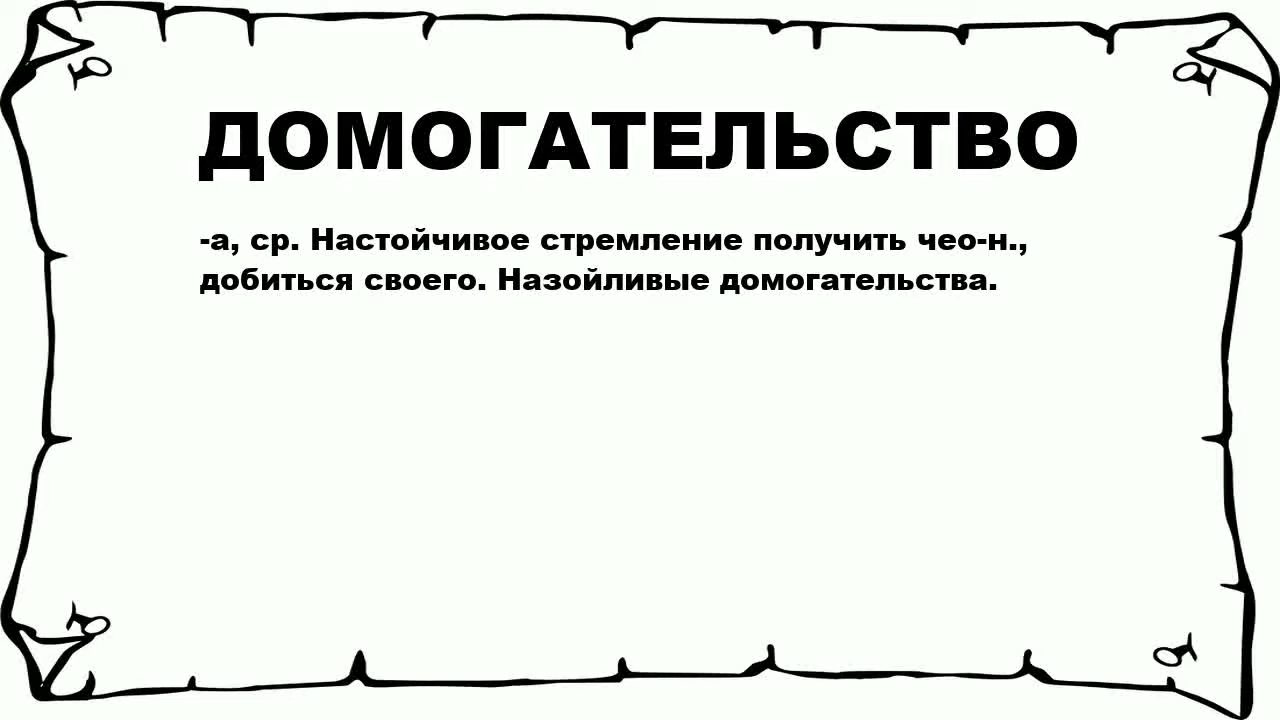 ДОМОГАТЕЛЬСТВО
-а, ср. Настойчивое стремление получить чео-н.,
добиться своего. Назойливые домогательства.